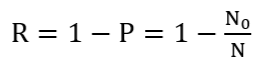 R = 1 − P = 1 − N₀/N